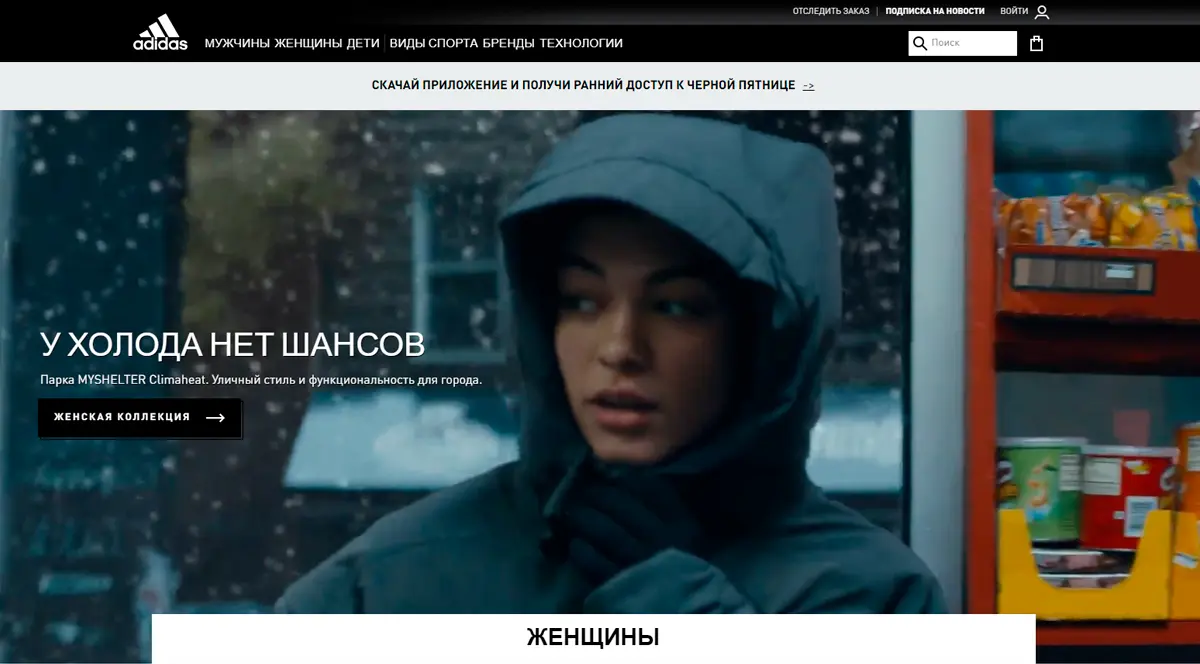 ОТСЛЕДИТЬ ЗАКАЗ | ПОДПИСКА НА НОВОСТИ ВОЙТИ
adidas
МУЖЧИНЫ ЖЕНЩИНЫ ДЕТИ ВИДЫ СПОРТА БРЕНДЫ ТЕХНОЛОГИИ
Поиск
СКАЧАЙ ПРИЛОЖЕНИЕ И ПОЛУЧИ РАННИЙ ДОСТУП К ЧЕРНОЙ ПЯТНИЦЕ ->
У ХОЛОДА НЕТ ШАНСОВ
Парка MYSHELTER Climaheat. Уличный стиль и функциональность для города.
ЖЕНСКАЯ КОЛЛЕКЦИЯ
ЖЕНЩИНЫ